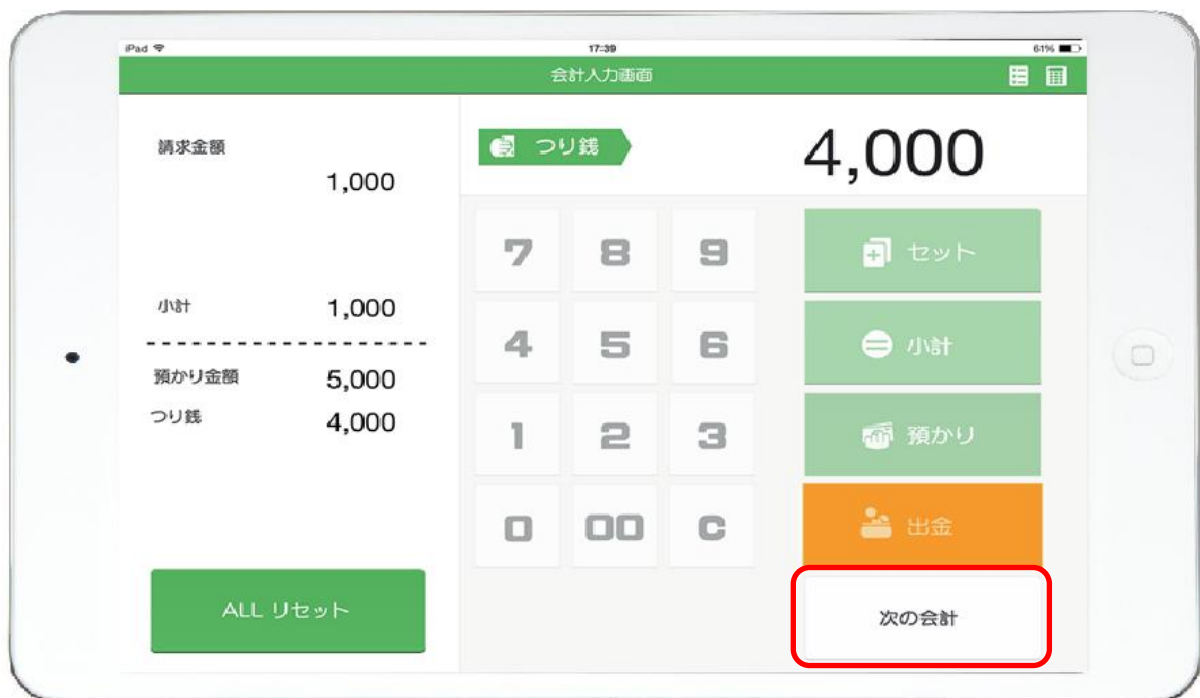 iPad 17:39 61%
会計入力画面
請求金額
1,000
小計 1,000
預かり金額 5,000
つり銭 4,000
ALL リセット
つり銭 4,000
7 8 9 セット
4 5 6 小計
1 2 3 預かり
0 00 C 出金
次の会計